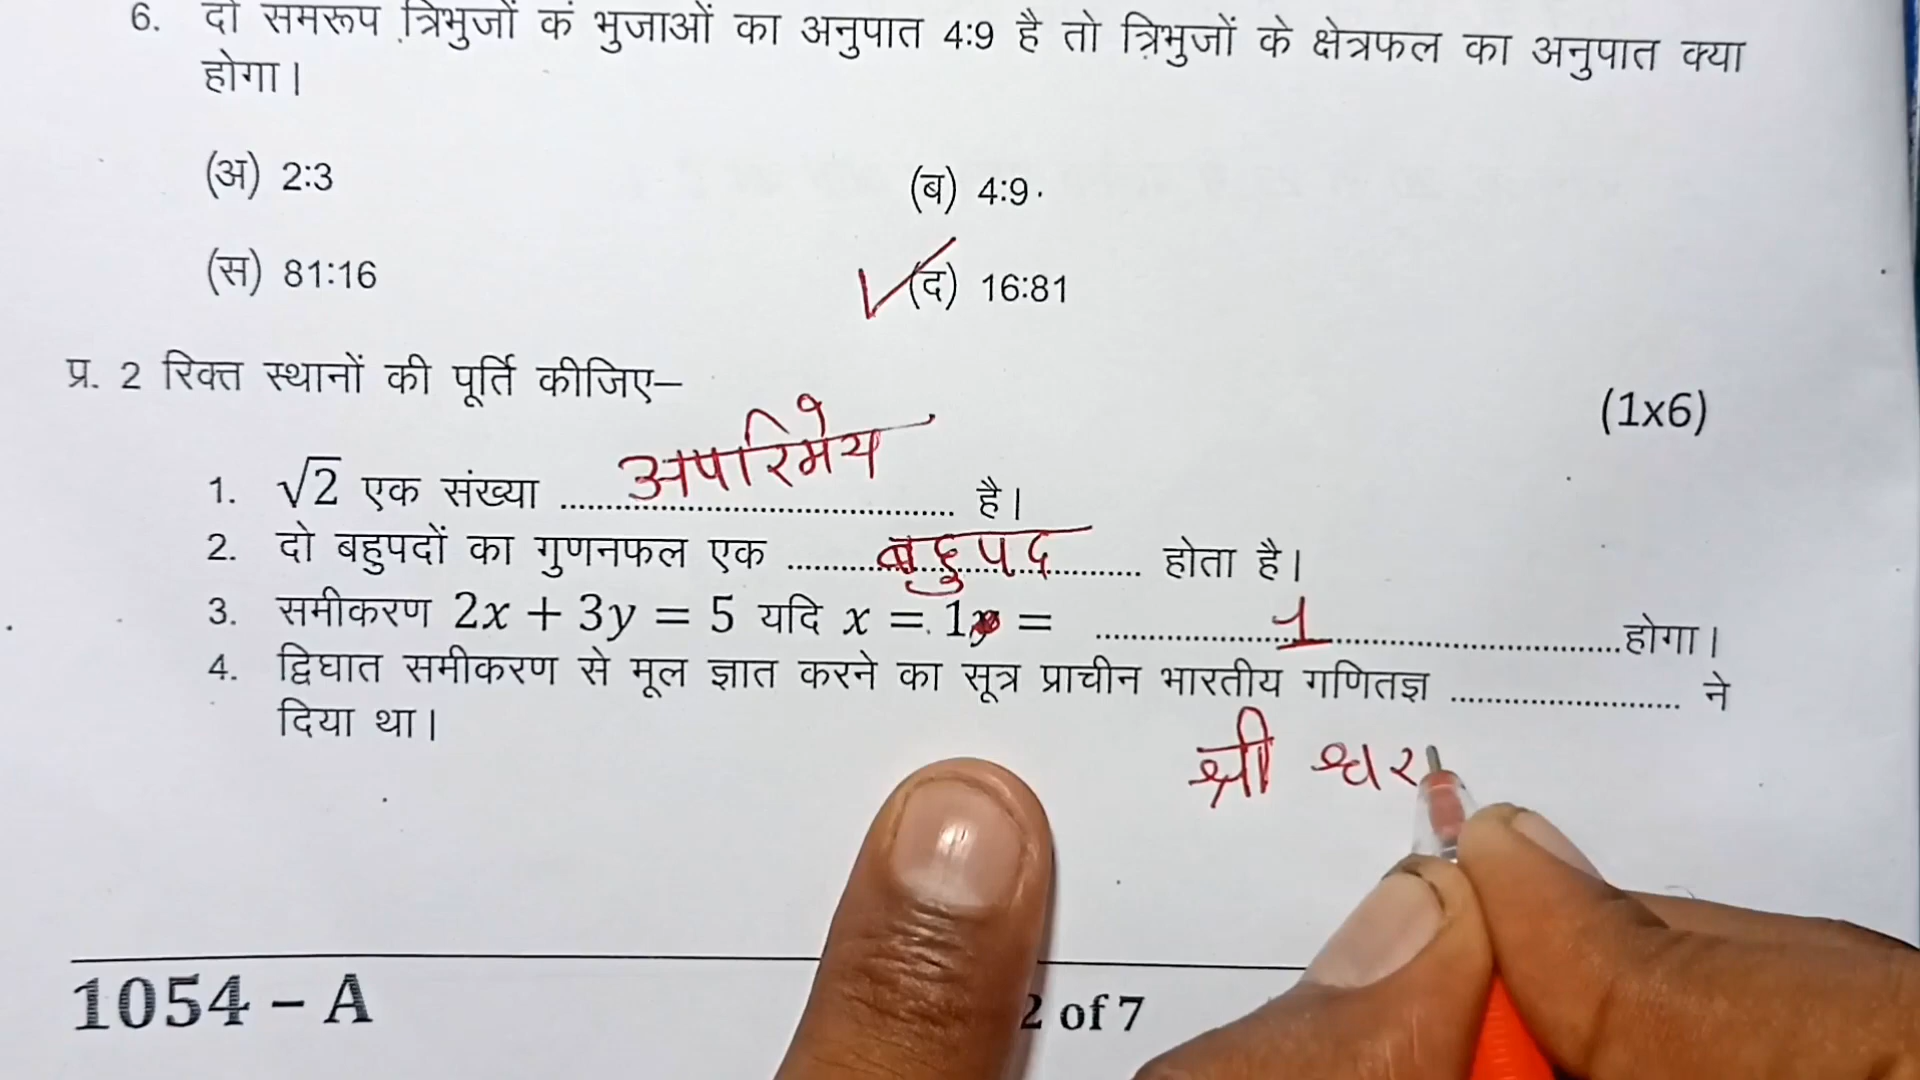 6. दो समरूप त्रिभुजों के भुजाओं का अनुपात 4:9 है तो त्रिभुजों के क्षेत्रफल का अनुपात क्या
होगा।
(अ) 2:3 (ब) 4:9
(स) 81:16 (द) 16:81
प्र. 2 रिक्त स्थानों की पूर्ति कीजिए– (1x6)
1. √2 एक संख्या .......... अपरिमेय .......... है।
2. दो बहुपदों का गुणनफल एक .......... बहुपद .......... होता है।
3. समीकरण 2x + 3y = 5 यदि x = 1y = .......... 1 .......... होगा।
4. द्विघात समीकरण से मूल ज्ञात करने का सूत्र प्राचीन भारतीय गणितज्ञ .......... ने
दिया था।
श्री धर
1054 – A 2 of 7